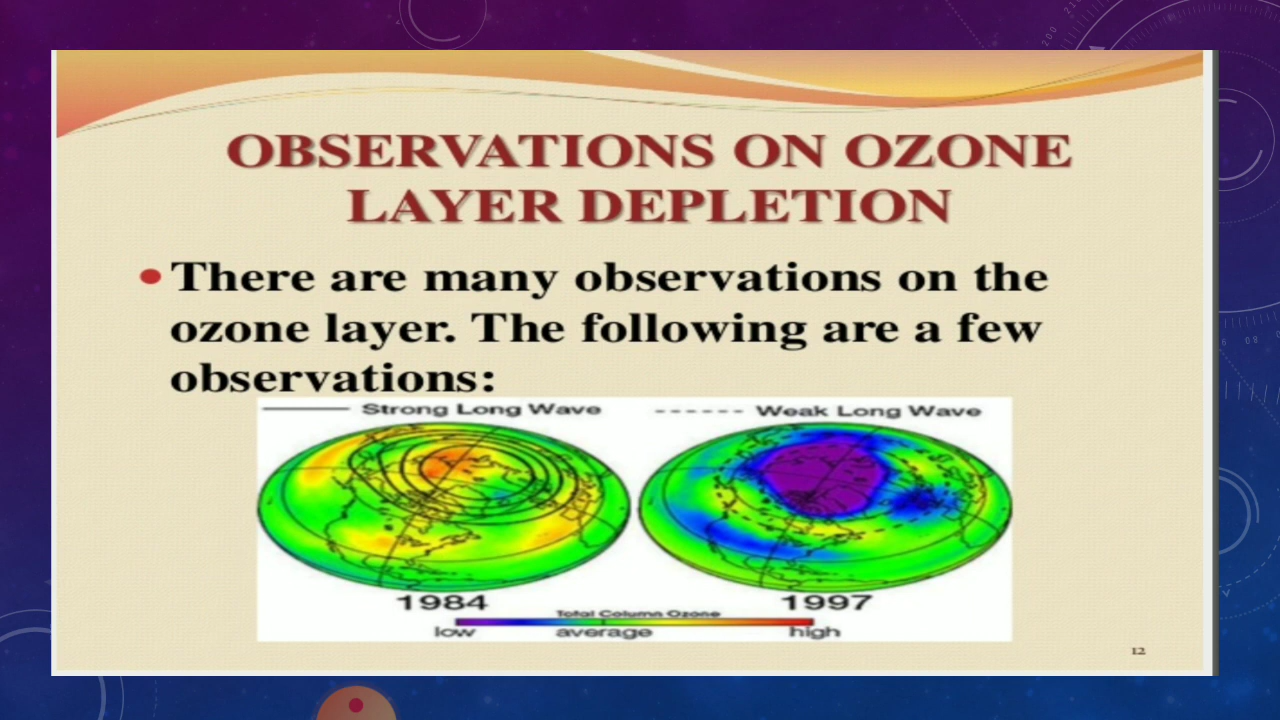 OBSERVATIONS ON OZONE
LAYER DEPLETION
• There are many observations on the
ozone layer. The following are a few
observations:
Strong Long Wave
Weak Long Wave
1984
1997
Total Column Ozone
low
average
high
12
200